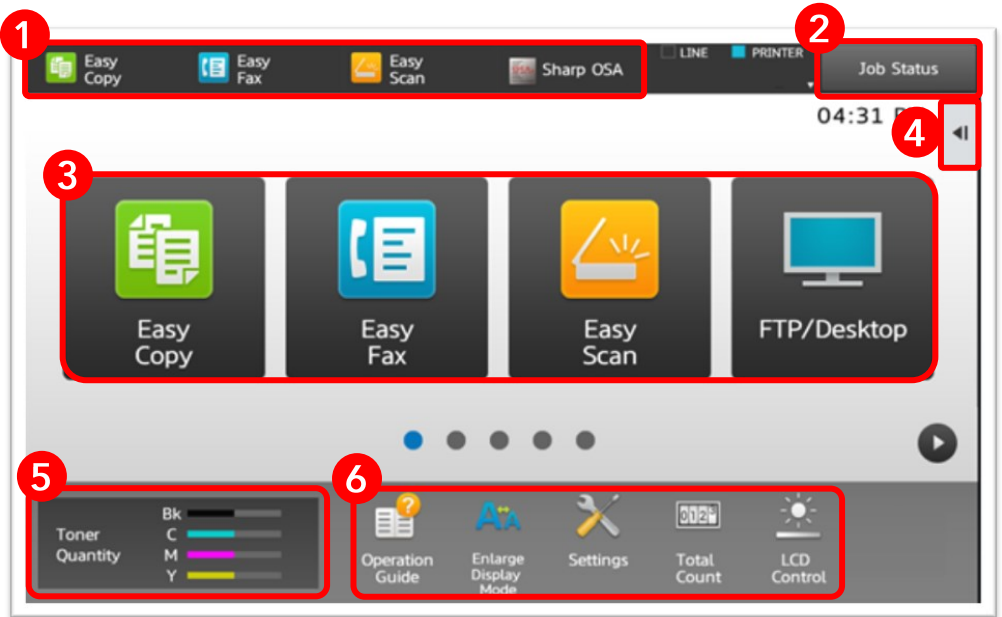 1
2
Easy
Copy
Easy
Fax
Easy
Scan
Sharp OSA
LINE
PRINTER
Job Status
04:31
4
3
Easy
Copy
Easy
Fax
Easy
Scan
FTP/Desktop
5
6
Toner
Quantity
Bk
C
M
Y
Operation
Guide
Enlarge
Display
Mode
Settings
Total
Count
LCD
Control